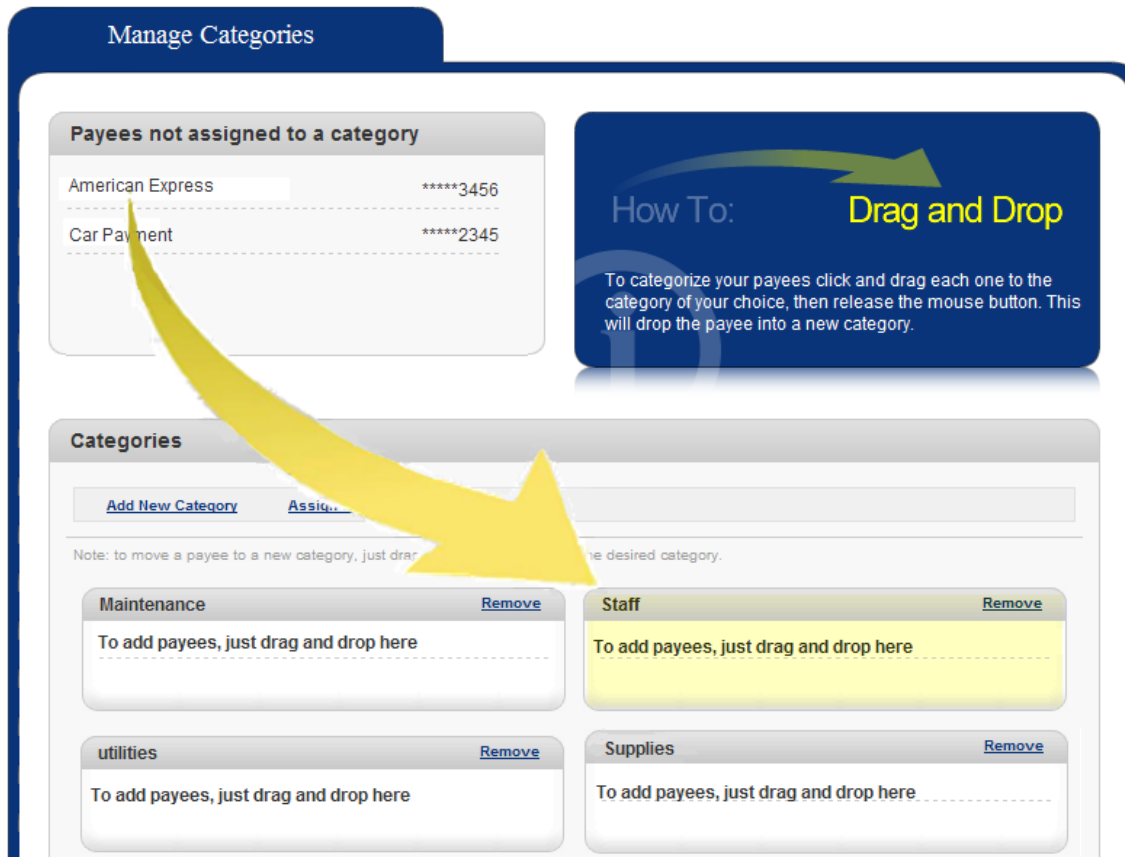 Manage Categories
Payees not assigned to a category
American Express *****3456
Car Payment *****2345
How To: Drag and Drop
To categorize your payees click and drag each one to the
category of your choice, then release the mouse button. This
will drop the payee into a new category.
Categories
Add New Category
Note: to move a payee to a new category, just desired category.
Maintenance Remove
To add payees, just drag and drop here
Staff Remove
To add payees, just drag and drop here
utilities Remove
To add payees, just drag and drop here
Supplies Remove
To add payees, just drag and drop here